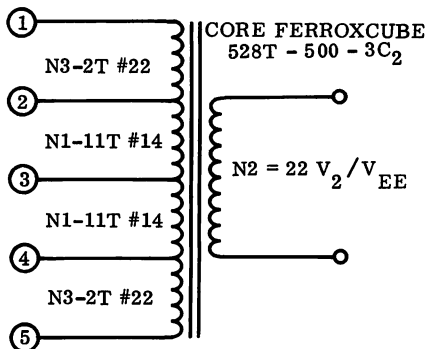 1
CORE FERROXCUBE
528T - 500 - 3C2
N3-2T #22
2
N1-11T #14
3
N2 = 22 V2/VEE
N1-11T #14
4
N3-2T #22
5